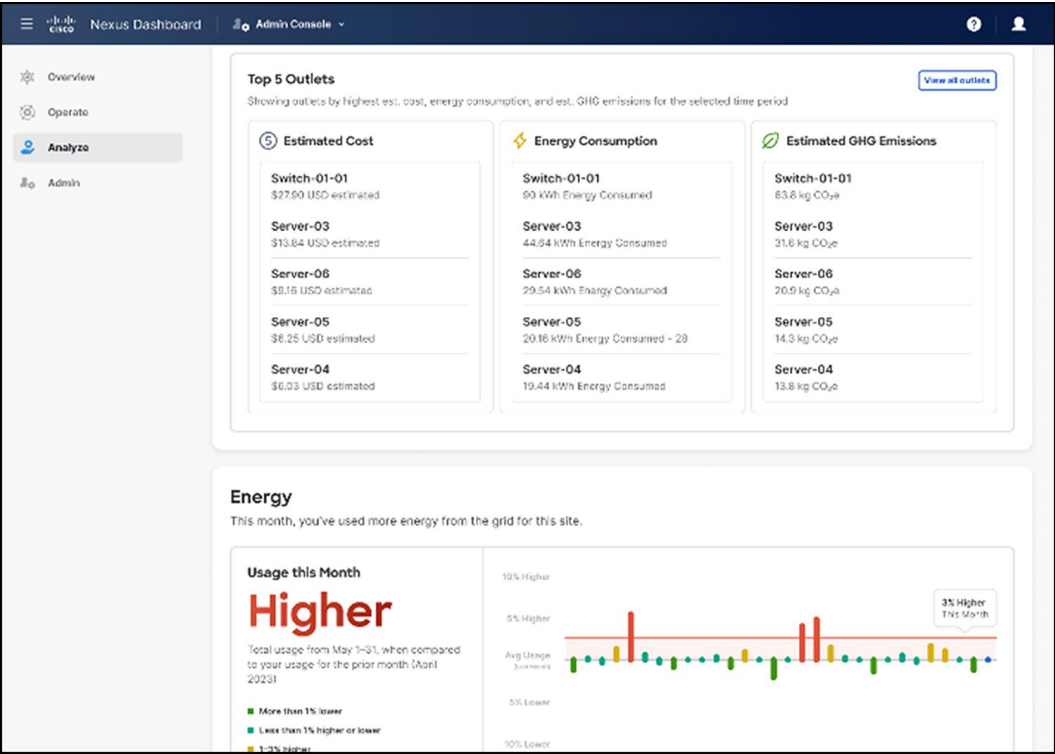 cisco Nexus Dashboard Admin Console ?
Overview
Operate
Analyze
Admin
Top 5 Outlets
View all outlets
Showing outlets by highest est. cost, energy consumption, and est. GHG emissions for the selected time period
Estimated Cost
Switch-01-01
$27.90 USD estimated
Server-03
$13.84 USD estimated
Server-06
$9.16 USD estimated
Server-05
$6.25 USD estimated
Server-04
$6.03 USD estimated
Energy Consumption
Switch-01-01
90 kWh Energy Consumed
Server-03
44.64 kWh Energy Consumed
Server-06
29.54 kWh Energy Consumed
Server-05
20.16 kWh Energy Consumed - 28
Server-04
19.44 kWh Energy Consumed
Estimated GHG Emissions
Switch-01-01
63.8 kg CO₂e
Server-03
31.6 kg CO₂e
Server-06
20.9 kg CO₂e
Server-05
14.3 kg CO₂e
Server-04
13.8 kg CO₂e
Energy
This month, you've used more energy from the grid for this site.
Usage this Month
Higher
Total usage from May 1-31, when compared
to your usage for the prior month (April
2023)
More than 1% lower
Less than 1% higher or lower
1-3% higher
10% Higher
5% Higher
Avg Usage
(Last Month)
5% Lower
10% Lower
3% Higher
This Month